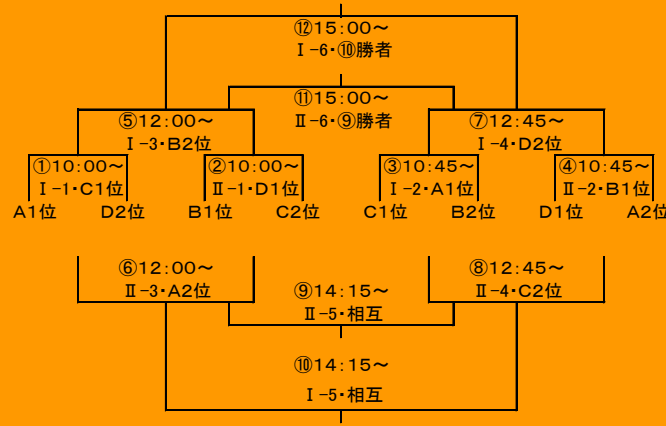 ⑫15:00～
Ⅰ-6・⑩勝者
⑪15:00～
Ⅱ-6・⑨勝者
⑤12:00～
Ⅰ-3・B2位
⑦12:45～
Ⅰ-4・D2位
①10:00～
Ⅰ-1・C1位
②10:00～
Ⅱ-1・D1位
③10:45～
Ⅰ-2・A1位
④10:45～
Ⅱ-2・B1位
A1位 D2位 B1位 C2位 C1位 B2位 D1位 A2位
⑥12:00～
Ⅱ-3・A2位
⑧12:45～
Ⅱ-4・C2位
⑨14:15～
Ⅱ-5・相互
⑩14:15～
Ⅰ-5・相互